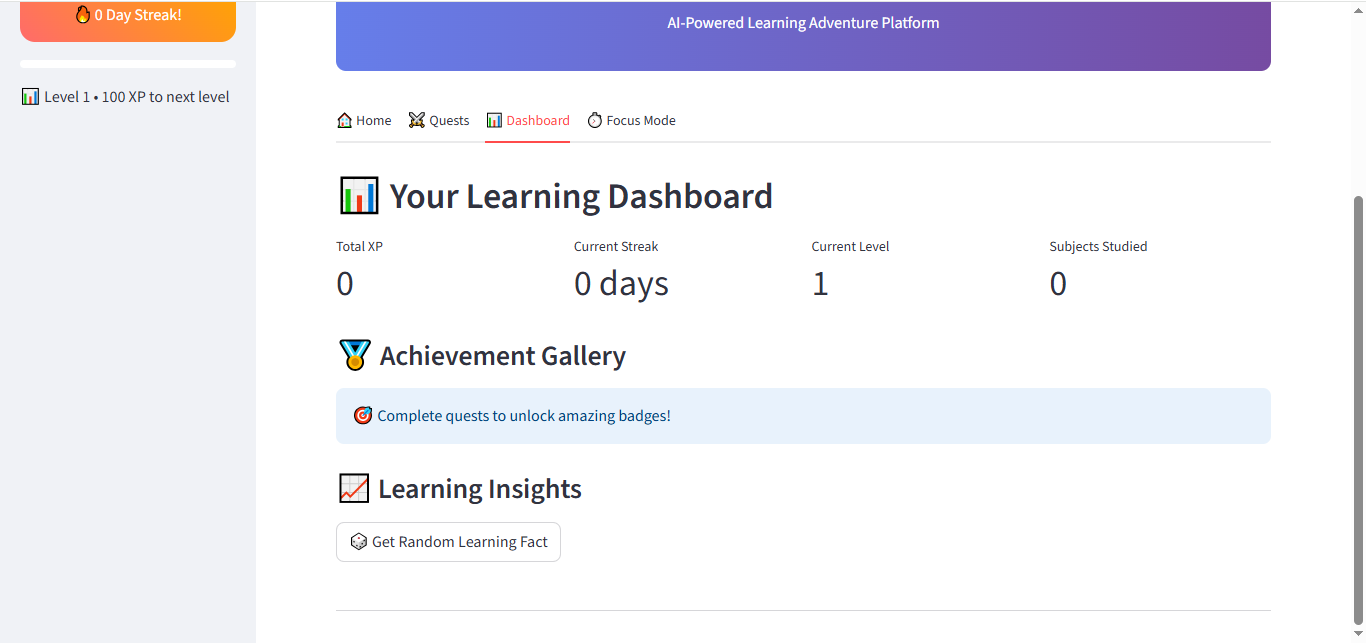 🔥 0 Day Streak!
📊 Level 1 • 100 XP to next level
AI-Powered Learning Adventure Platform
🏠 Home ⚔️ Quests 📊 Dashboard ⏱️ Focus Mode
📊 Your Learning Dashboard
Total XP Current Streak Current Level Subjects Studied
0 0 days 1 0
🏅 Achievement Gallery
🎯 Complete quests to unlock amazing badges!
📈 Learning Insights
🎲 Get Random Learning Fact